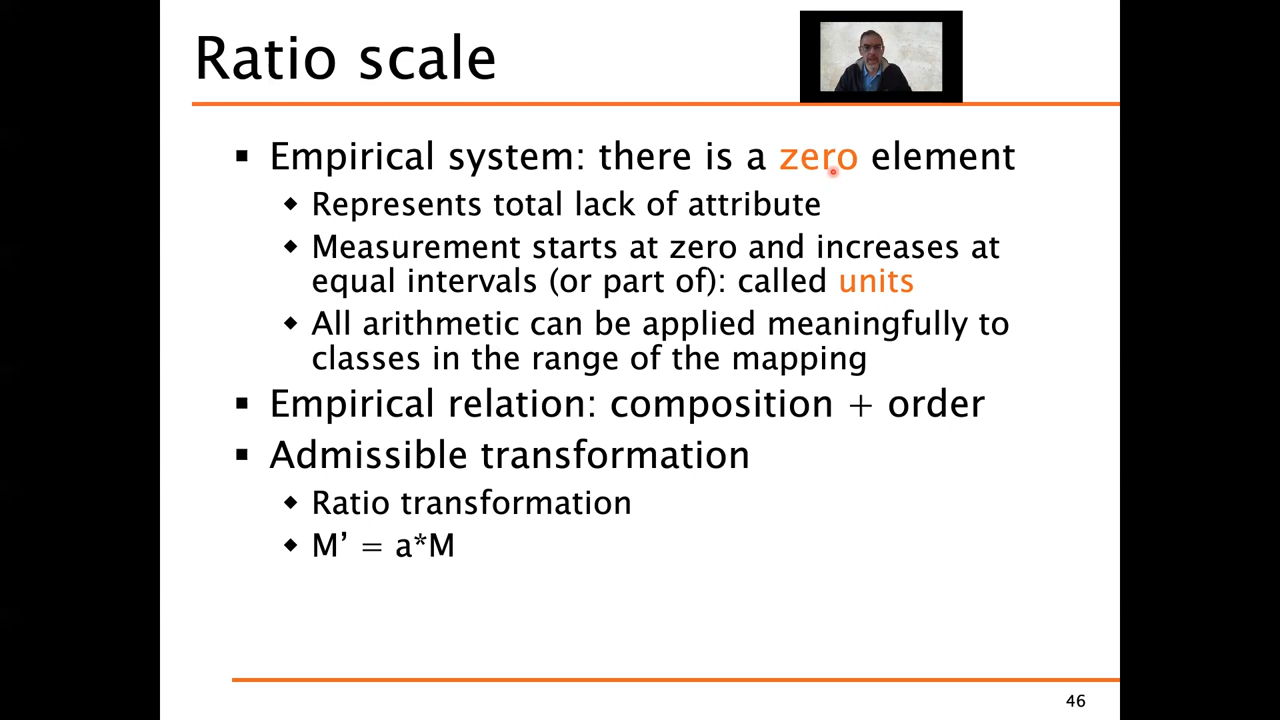 Ratio scale
▪ Empirical system: there is a zero element
◆ Represents total lack of attribute
◆ Measurement starts at zero and increases at
equal intervals (or part of): called units
◆ All arithmetic can be applied meaningfully to
classes in the range of the mapping
▪ Empirical relation: composition + order
▪ Admissible transformation
◆ Ratio transformation
◆ M’ = a*M
46